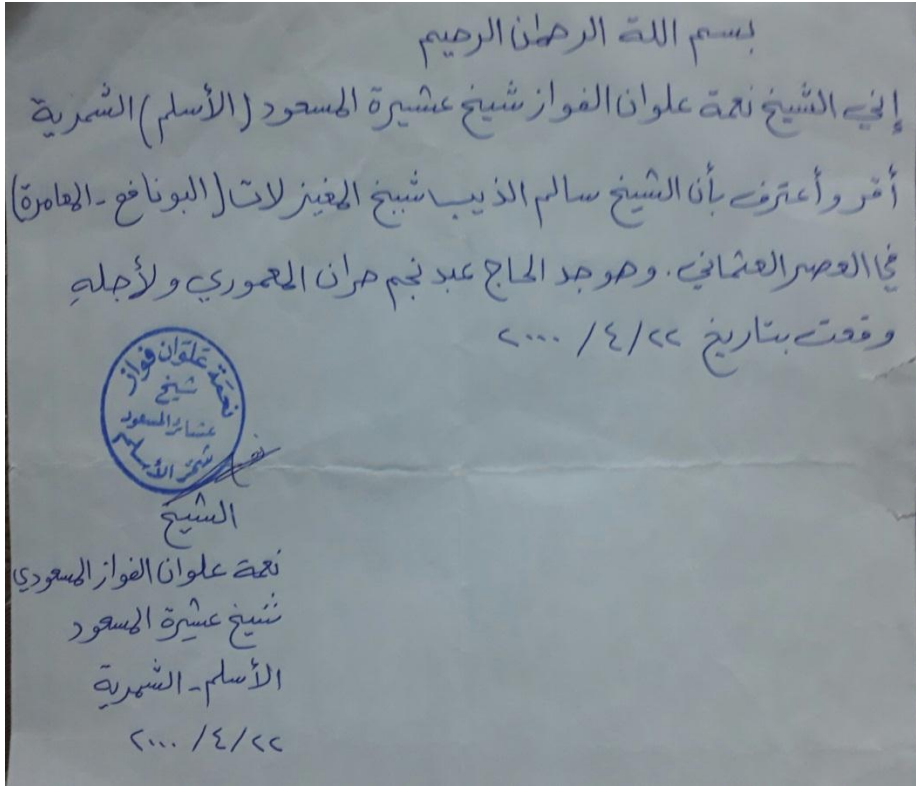 بسم اللة الرحمن الرحيم
إني الشيخ نعمة علوان الفواز شيخ عشيرة المسعود (الأسلم) الشمرية
أقر وأعترف بأن الشيخ سالم الذيب شيخ المغيزلات (البونافع - المعامرة)
في العصر العثماني. وهو جد الحاج عبد نجم حران المعموري ولأجلهِ
وقعت بتاريخ ٢٢/٤/٢٠٠٠
نعمة علوان فواز
شيخ
عشائر المسعود
شمر الأسلم
الشيخ
نعمة علوان الفواز المسعودي
شيخ عشيرة المسعود
الأسلم - الشمرية
٢٢/٤/٢٠٠٠